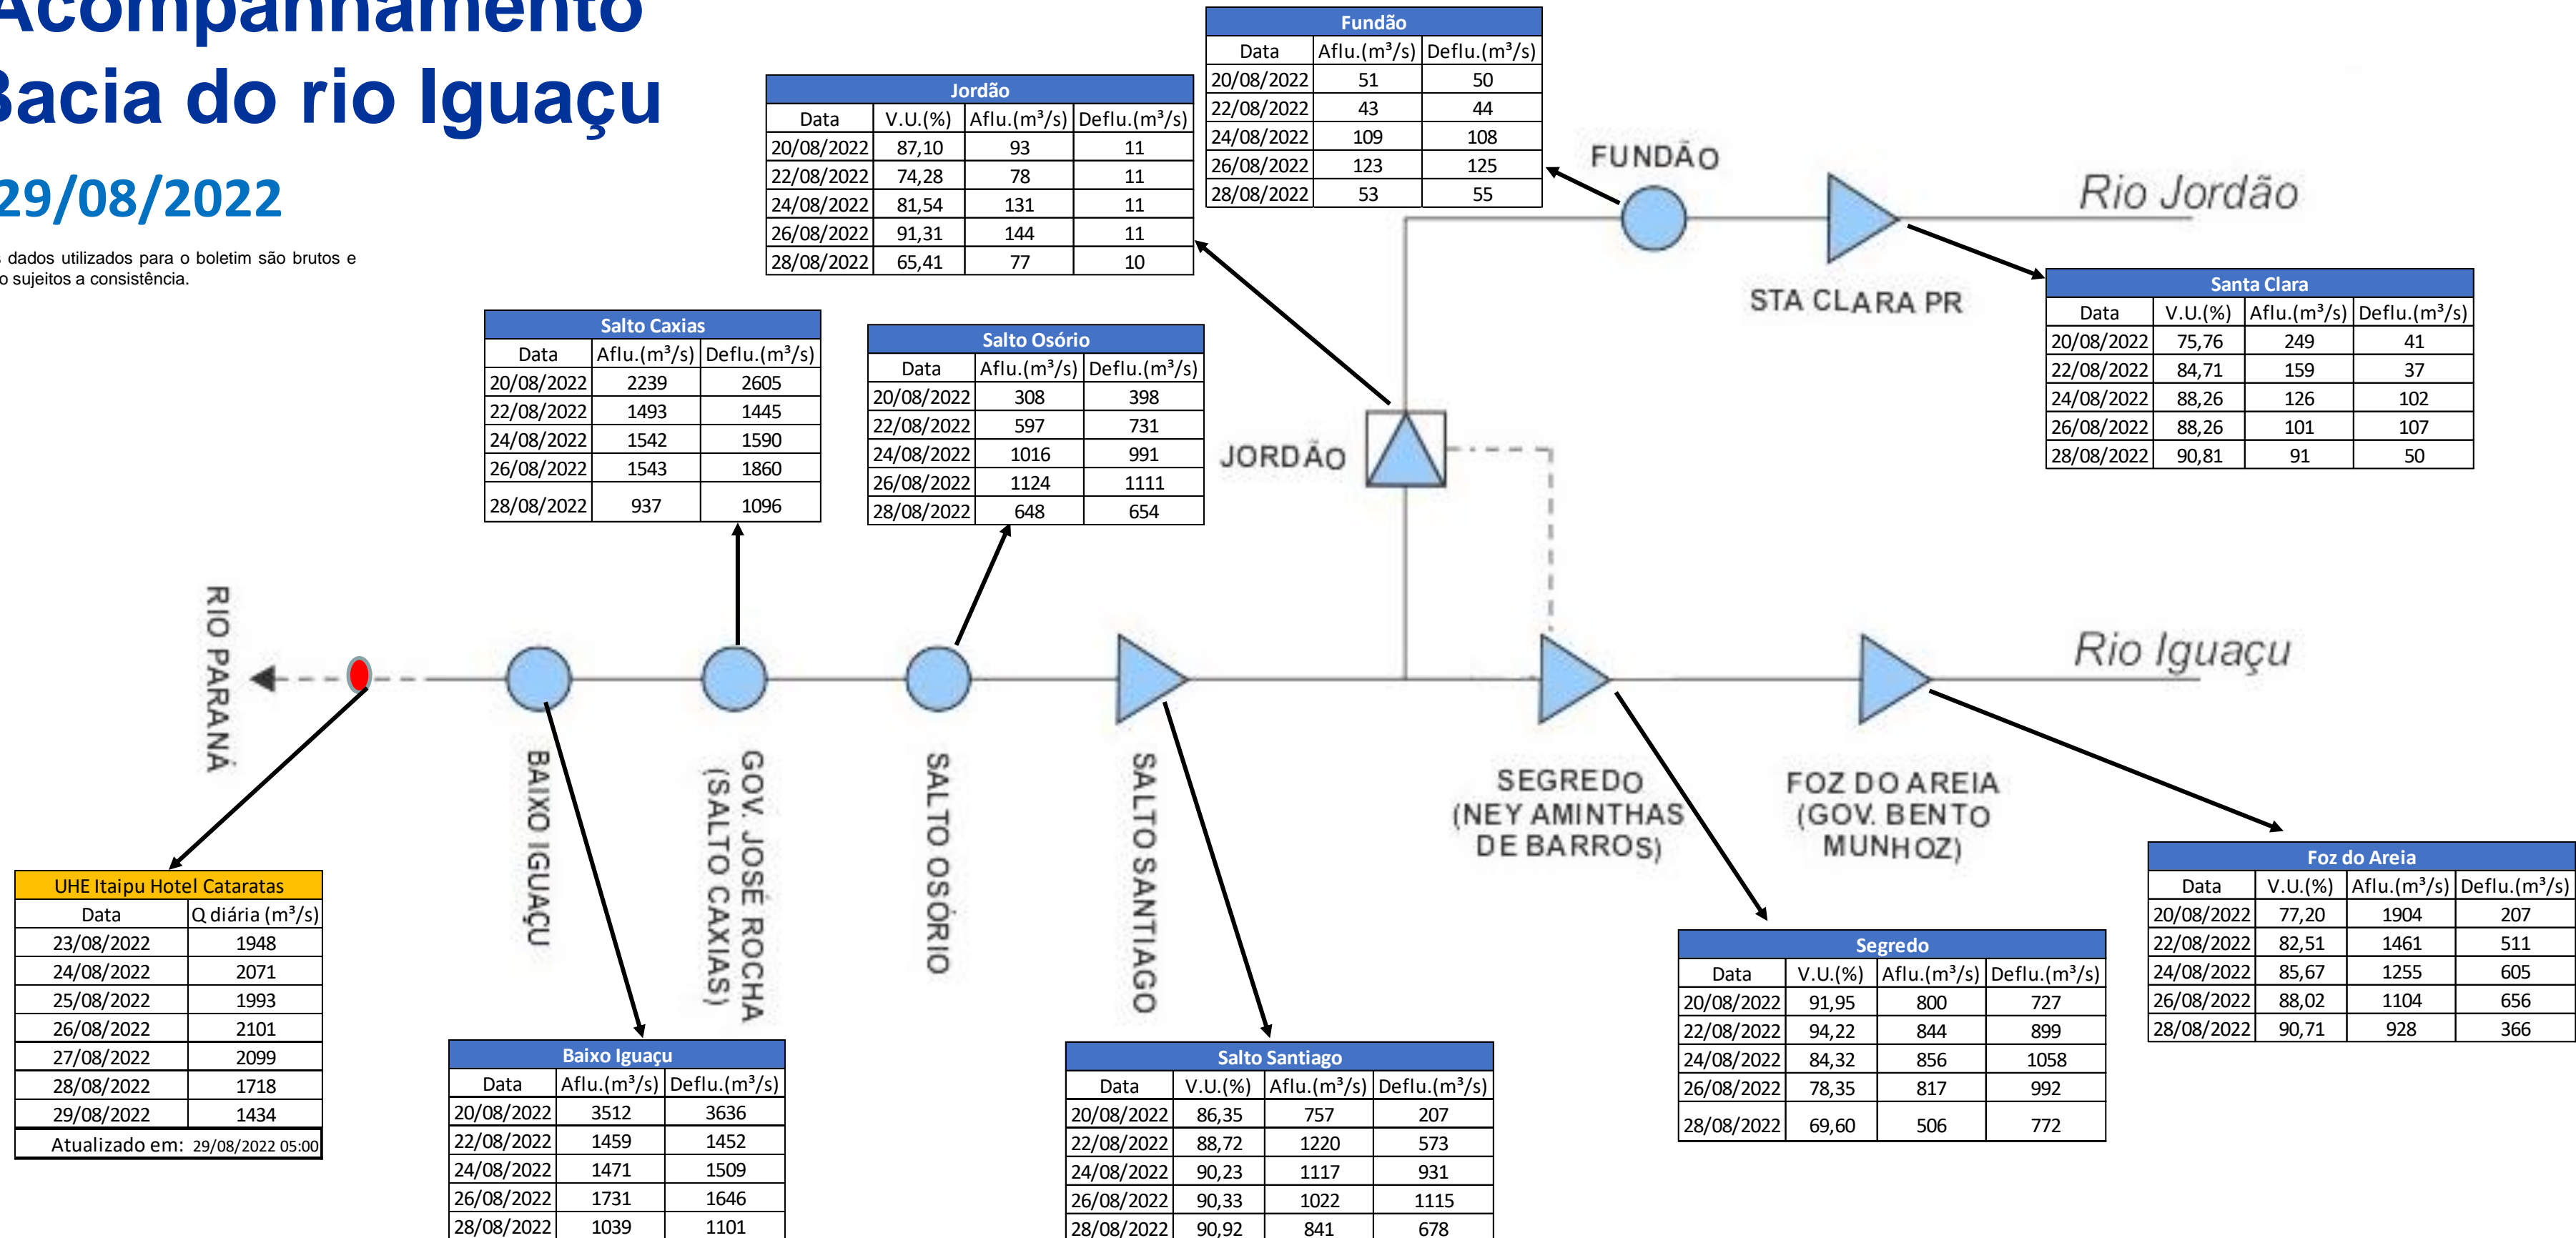 Acompanhamento
Bacia do rio Iguaçu
29/08/2022
s dados utilizados para o boletim são brutos e
o sujeitos a consistência.
Fundão
Data Aflu.(m³/s) Deflu.(m³/s)
20/08/2022 51 50
22/08/2022 43 44
24/08/2022 109 108
26/08/2022 123 125
28/08/2022 53 55
Jordão
Data V.U.(%) Aflu.(m³/s) Deflu.(m³/s)
20/08/2022 87,10 93 11
22/08/2022 74,28 78 11
24/08/2022 81,54 131 11
26/08/2022 91,31 144 11
28/08/2022 65,41 77 10
FUNDÃO
Rio Jordão
STA CLARA PR
Santa Clara
Data V.U.(%) Aflu.(m³/s) Deflu.(m³/s)
20/08/2022 75,76 249 41
22/08/2022 84,71 159 37
24/08/2022 88,26 126 102
26/08/2022 88,26 101 107
28/08/2022 90,81 91 50
Salto Caxias
Data Aflu.(m³/s) Deflu.(m³/s)
20/08/2022 2239 2605
22/08/2022 1493 1445
24/08/2022 1542 1590
26/08/2022 1543 1860
28/08/2022 937 1096
Salto Osório
Data Aflu.(m³/s) Deflu.(m³/s)
20/08/2022 308 398
22/08/2022 597 731
24/08/2022 1016 991
26/08/2022 1124 1111
28/08/2022 648 654
JORDÃO
RIO PARANÁ
Rio Iguaçu
BAIXO IGUAÇU
GOV. JOSÉ ROCHA
(SALTO CAXIAS)
SALTO OSÓRIO
SALTO SANTIAGO
SEGREDO
(NEY AMINTHAS
DE BARROS)
FOZ DO AREIA
(GOV. BENTO
MUNHOZ)
UHE Itaipu Hotel Cataratas
Data Q diária (m³/s)
23/08/2022 1948
24/08/2022 2071
25/08/2022 1993
26/08/2022 2101
27/08/2022 2099
28/08/2022 1718
29/08/2022 1434
Atualizado em: 29/08/2022 05:00
Baixo Iguaçu
Data Aflu.(m³/s) Deflu.(m³/s)
20/08/2022 3512 3636
22/08/2022 1459 1452
24/08/2022 1471 1509
26/08/2022 1731 1646
28/08/2022 1039 1101
Salto Santiago
Data V.U.(%) Aflu.(m³/s) Deflu.(m³/s)
20/08/2022 86,35 757 207
22/08/2022 88,72 1220 573
24/08/2022 90,23 1117 931
26/08/2022 90,33 1022 1115
28/08/2022 90,92 841 678
Segredo
Data V.U.(%) Aflu.(m³/s) Deflu.(m³/s)
20/08/2022 91,95 800 727
22/08/2022 94,22 844 899
24/08/2022 84,32 856 1058
26/08/2022 78,35 817 992
28/08/2022 69,60 506 772
Foz do Areia
Data V.U.(%) Aflu.(m³/s) Deflu.(m³/s)
20/08/2022 77,20 1904 207
22/08/2022 82,51 1461 511
24/08/2022 85,67 1255 605
26/08/2022 88,02 1104 656
28/08/2022 90,71 928 366